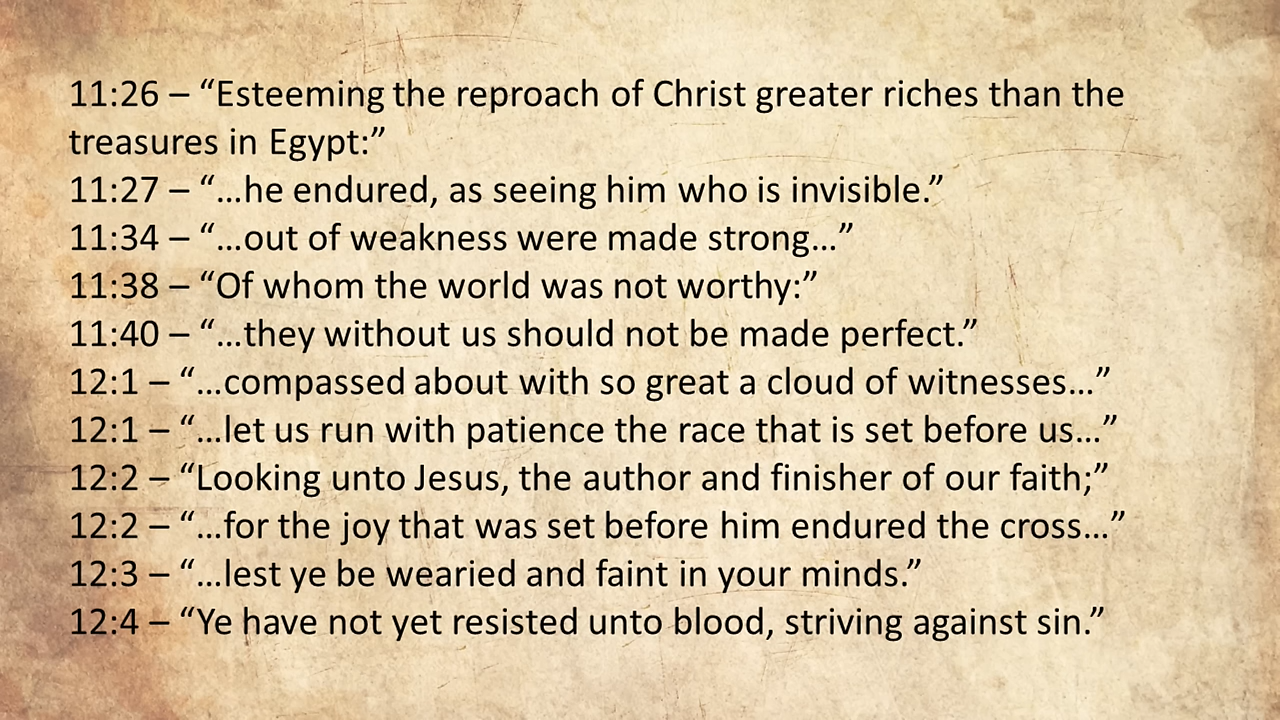 11:26 – “Esteeming the reproach of Christ greater riches than the
treasures in Egypt:”
11:27 – “…he endured, as seeing him who is invisible.”
11:34 – “…out of weakness were made strong…”
11:38 – “Of whom the world was not worthy:”
11:40 – “…they without us should not be made perfect.”
12:1 – “…compassed about with so great a cloud of witnesses…”
12:1 – “…let us run with patience the race that is set before us…”
12:2 – “Looking unto Jesus, the author and finisher of our faith;”
12:2 – “…for the joy that was set before him endured the cross…”
12:3 – “…lest ye be wearied and faint in your minds.”
12:4 – “Ye have not yet resisted unto blood, striving against sin.”